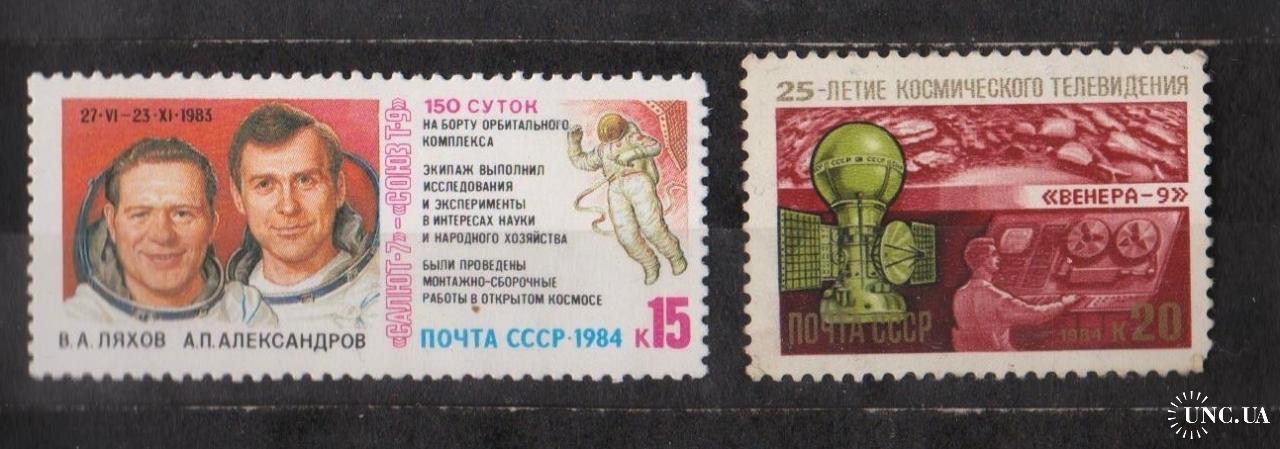 27·VI-23·XI·1983
В.А.ЛЯХОВ А.П.АЛЕКСАНДРОВ
«САЛЮТ-7»-«СОЮЗ Т-9»
150 СУТОК
НА БОРТУ ОРБИТАЛЬНОГО
КОМПЛЕКСА
ЭКИПАЖ ВЫПОЛНИЛ
ИССЛЕДОВАНИЯ
И ЭКСПЕРИМЕНТЫ
В ИНТЕРЕСАХ НАУКИ
И НАРОДНОГО ХОЗЯЙСТВА
БЫЛИ ПРОВЕДЕНЫ
МОНТАЖНО-СБОРОЧНЫЕ
РАБОТЫ В ОТКРЫТОМ КОСМОСЕ
ПОЧТА СССР·1984 К15
25-ЛЕТИЕ КОСМИЧЕСКОГО ТЕЛЕВИДЕНИЯ
СССР
«ВЕНЕРА-9»
ПОЧТА СССР
1984 К 20
UNC.UA